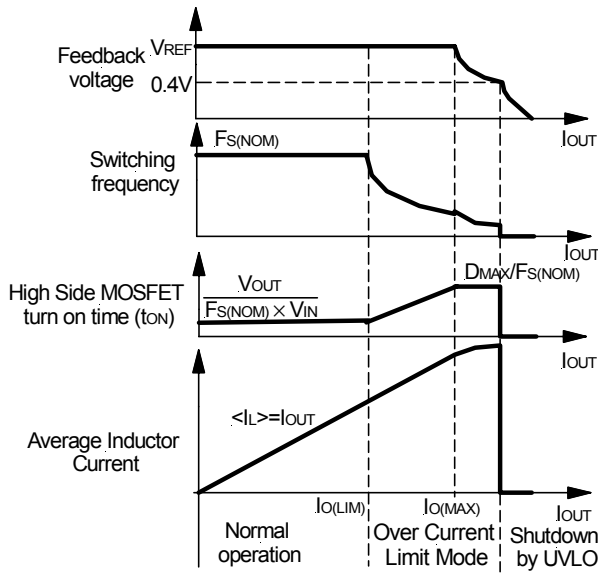 VREF
Feedback
voltage
0.4V
IOUT
FS(NOM)
Switching
frequency
IOUT
DMAX/FS(NOM)
VOUT
FS(NOM) × VIN
High Side MOSFET
turn on time (tON)
IOUT
<IL>=IOUT
Average Inductor
Current
IO(LIM)
IO(MAX)
IOUT
Normal
operation
Over Current
Limit Mode
Shutdown
by UVLO